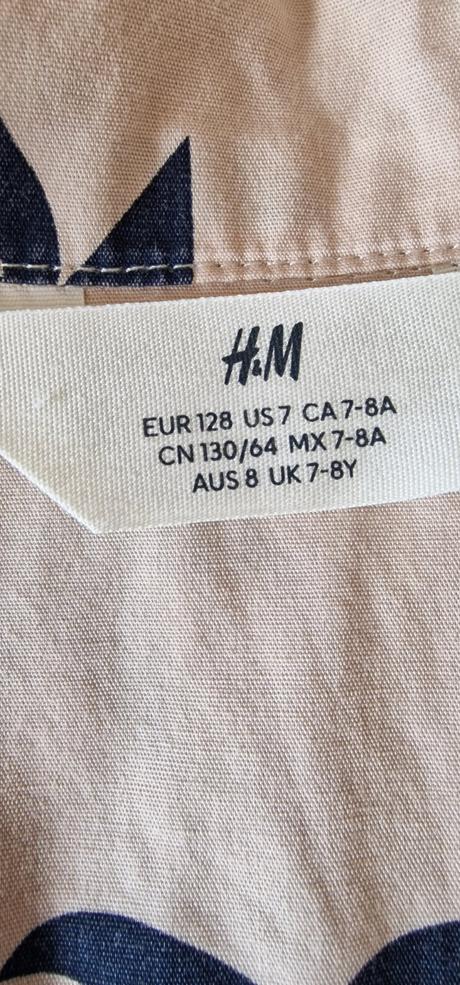 H&M
EUR 128 US 7 CA 7-8A
CN 130/64 MX 7-8A
AUS 8 UK 7-8Y